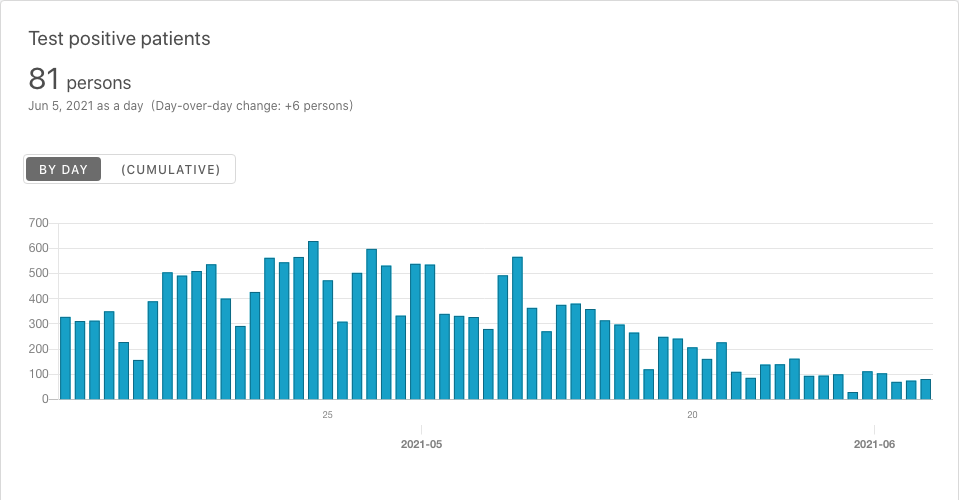 Test positive patients
81 persons
Jun 5, 2021 as a day (Day-over-day change: +6 persons)
BY DAY (CUMULATIVE)
700
600
500
400
300
200
100
0
25 20
2021-05 2021-06